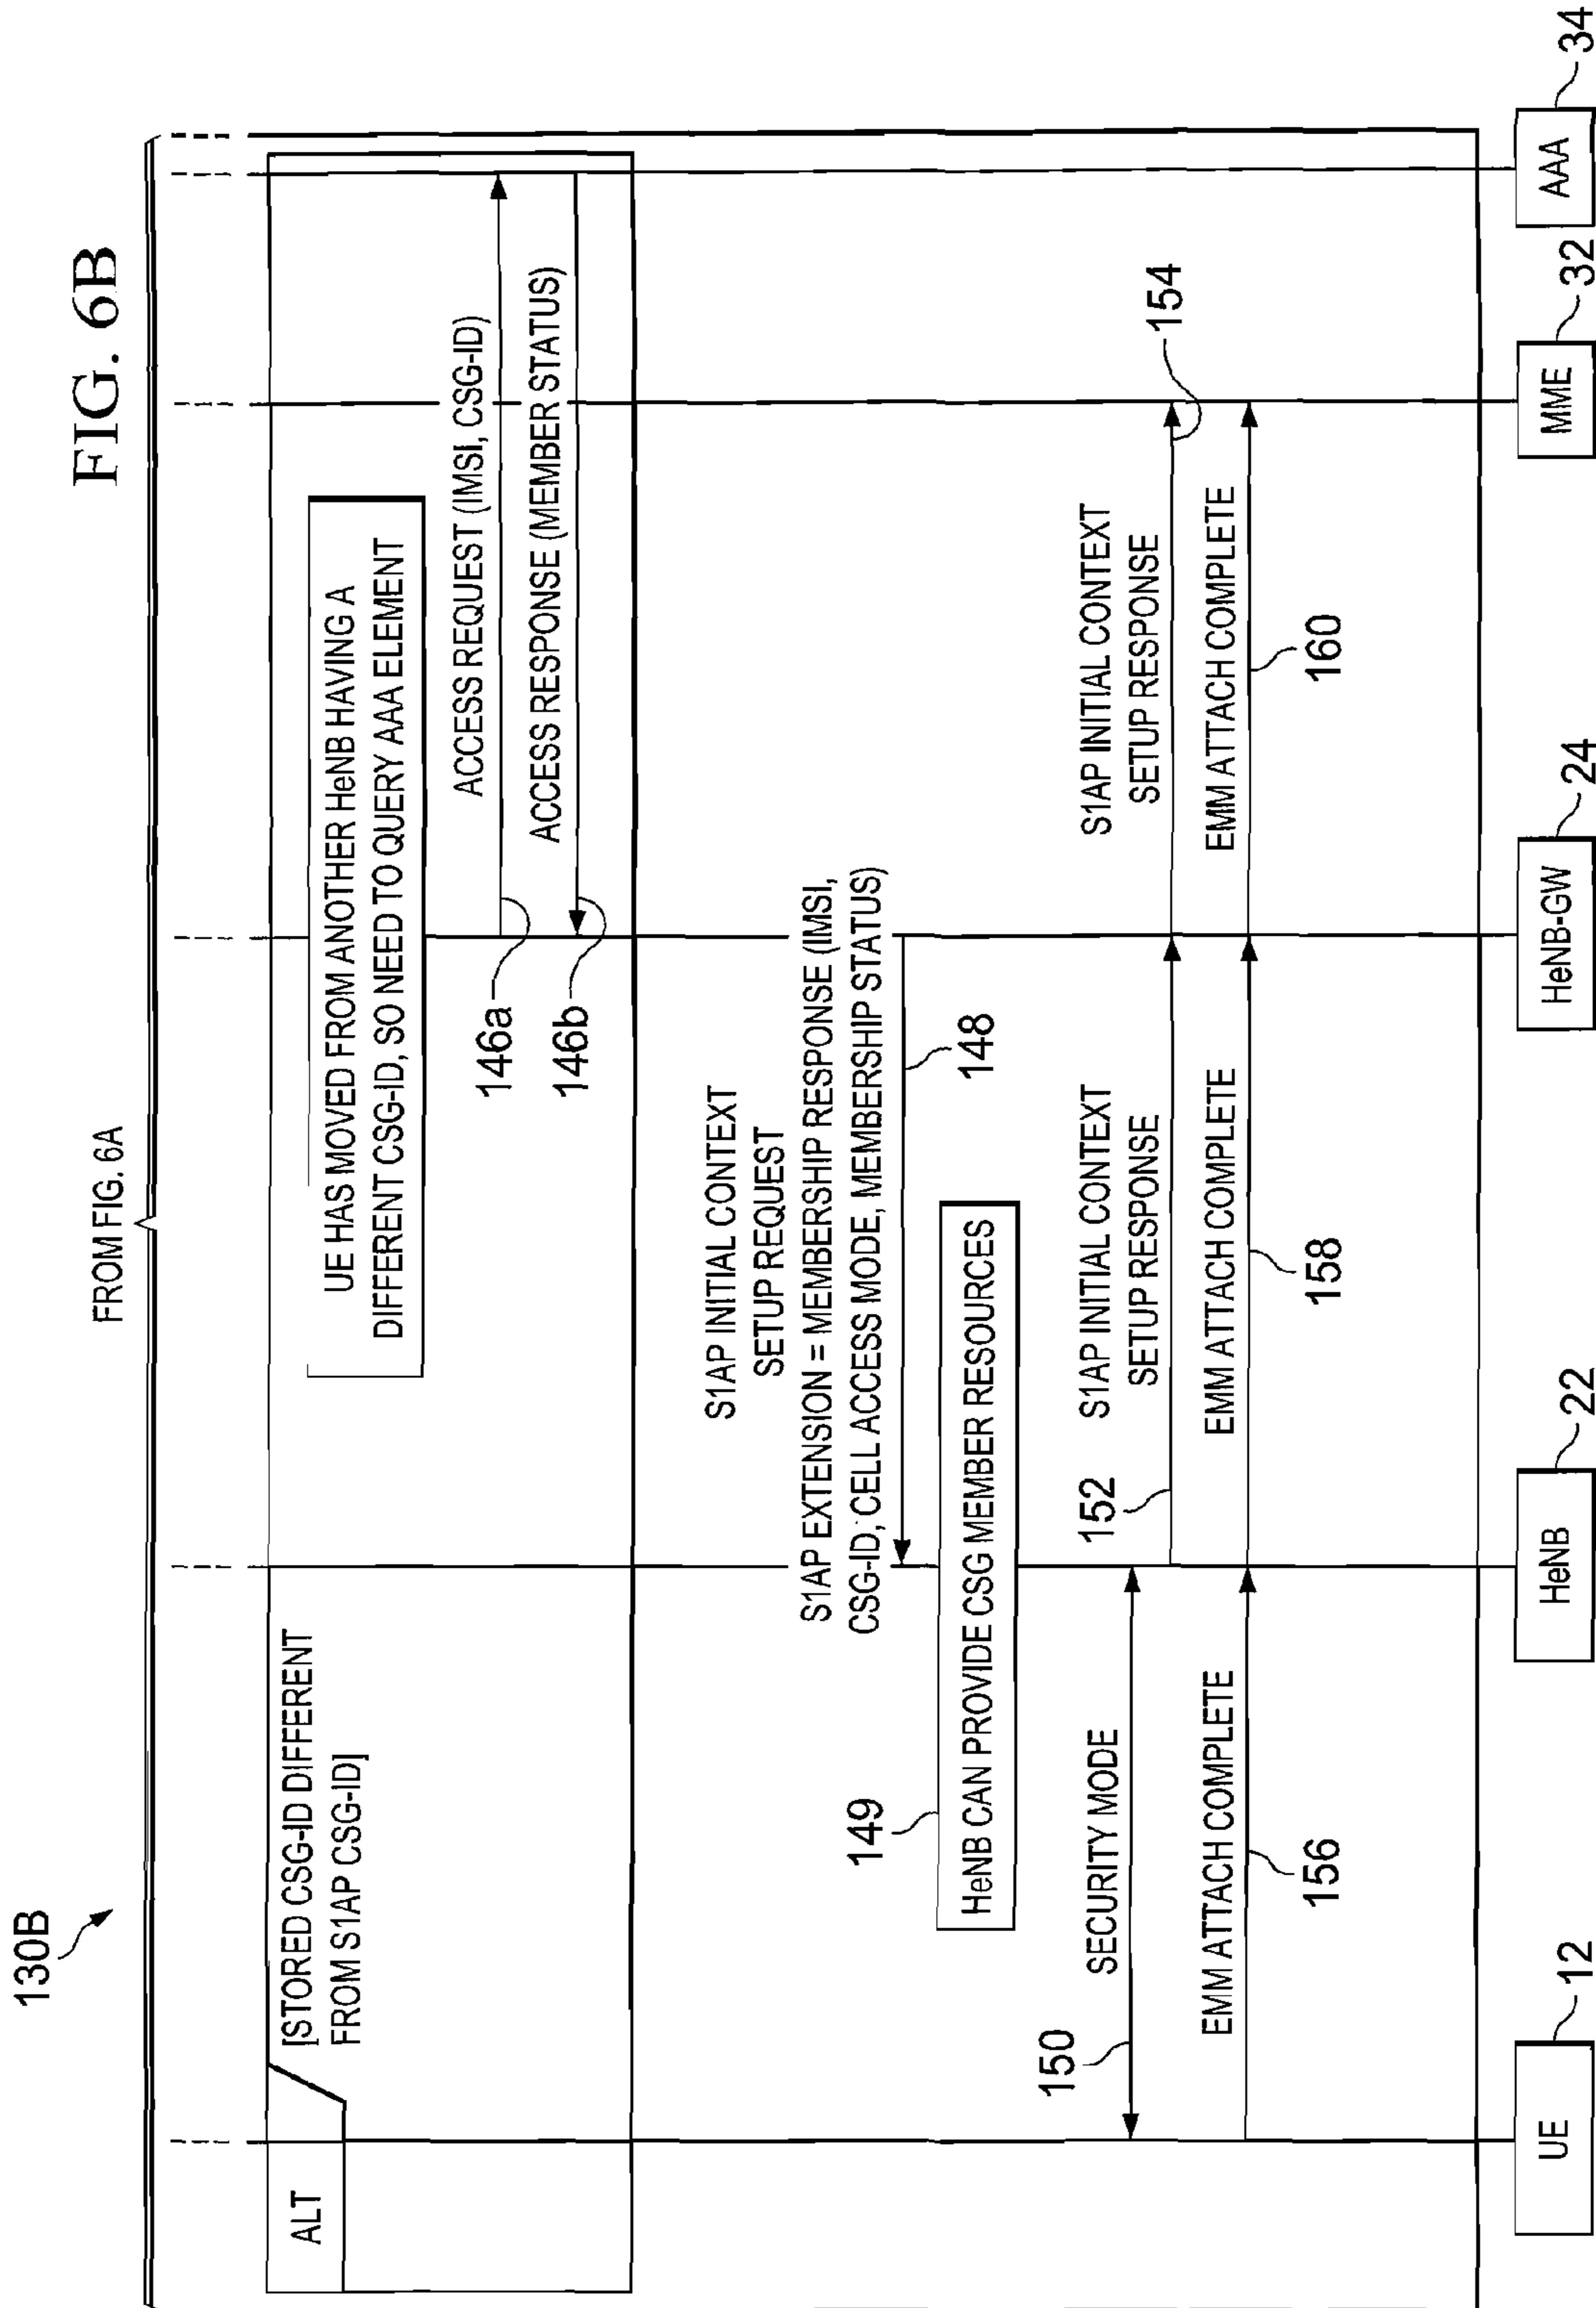 FIG. 6B
130B
FROM FIG. 6A
ALT
[STORED CSG-ID DIFFERENT
FROM S1AP CSG-ID]
UE HAS MOVED FROM ANOTHER HeNB HAVING A
DIFFERENT CSG-ID, SO NEED TO QUERY AAA ELEMENT
146a
ACCESS REQUEST (IMSI, CSG-ID)
146b
ACCESS RESPONSE (MEMBER STATUS)
S1AP INITIAL CONTEXT
SETUP REQUEST
S1AP EXTENSION = MEMBERSHIP RESPONSE (IMSI,
CSG-ID, CELL ACCESS MODE, MEMBERSHIP STATUS)
148
149
HeNB CAN PROVIDE CSG MEMBER RESOURCES
150
SECURITY MODE
152
S1AP INITIAL CONTEXT
SETUP RESPONSE
S1AP INITIAL CONTEXT
SETUP RESPONSE
154
EMM ATTACH COMPLETE
156
EMM ATTACH COMPLETE
158
EMM ATTACH COMPLETE
160
UE
12
HeNB
22
HeNB-GW
24
MME
32
AAA
34